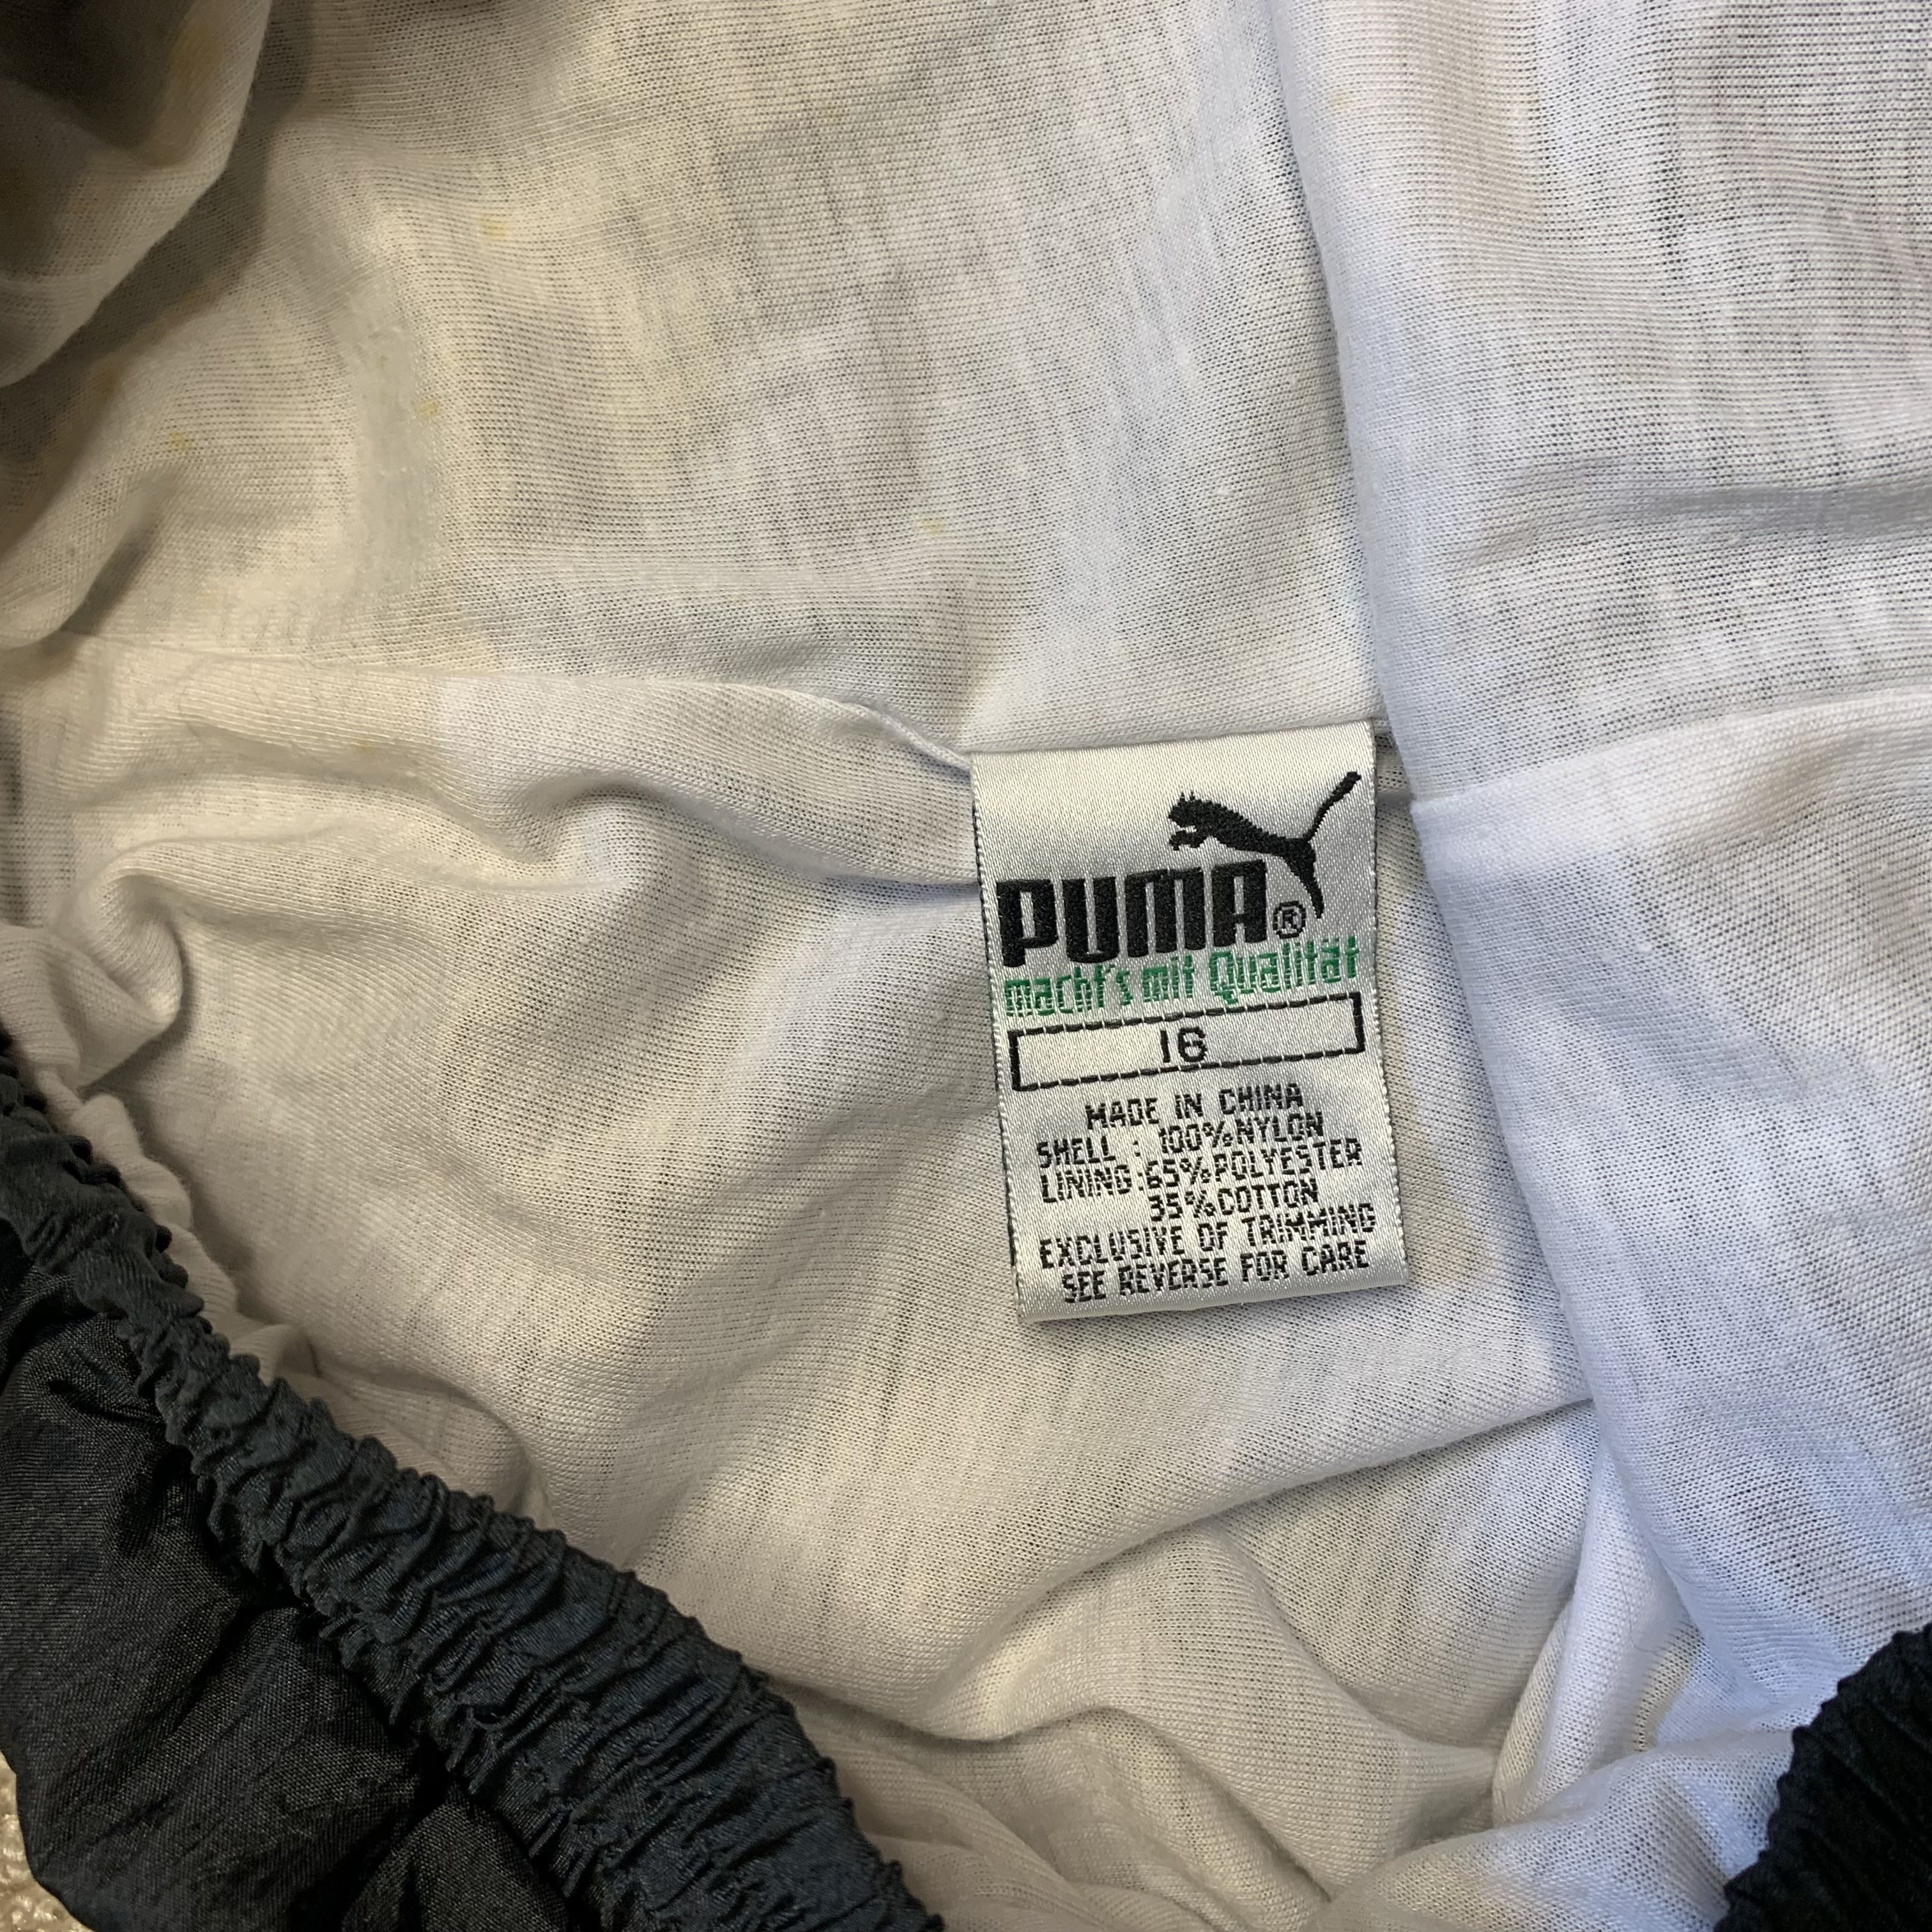 PUMA®
macht's mit Qualität
16
MADE IN CHINA
SHELL : 100%NYLON
LINING:65%POLYESTER
35%COTTON
EXCLUSIVE OF TRIMMING
SEE REVERSE FOR CARE